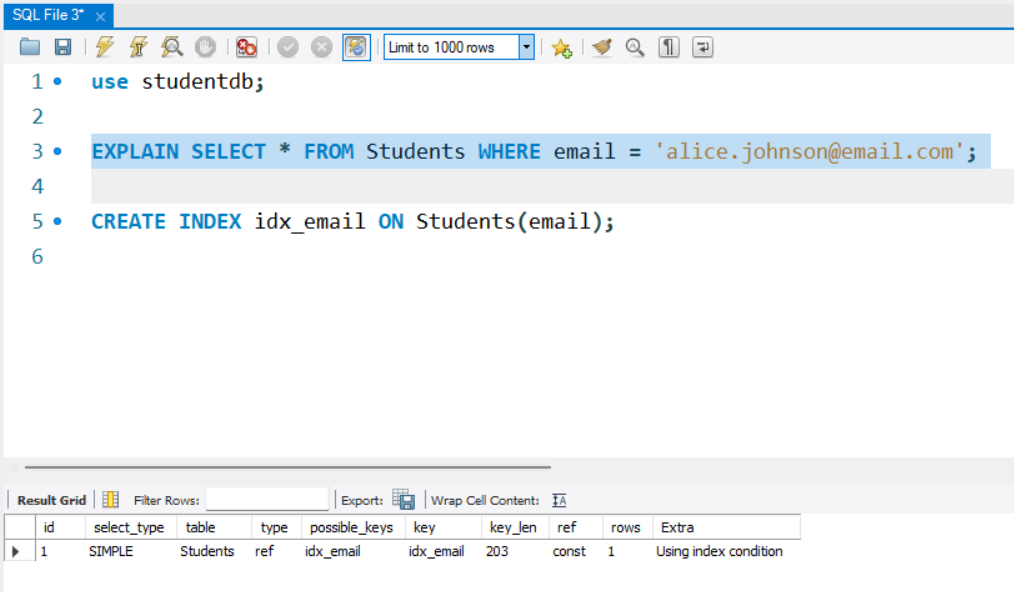 SQL File 3*
Limit to 1000 rows
1 use studentdb;
2
3 EXPLAIN SELECT * FROM Students WHERE email = 'alice.johnson@email.com';
4
5 CREATE INDEX idx_email ON Students(email);
6
Result Grid Filter Rows: Export: Wrap Cell Content:
id select_type table type possible_keys key key_len ref rows Extra
1 SIMPLE Students ref idx_email idx_email 203 const 1 Using index condition